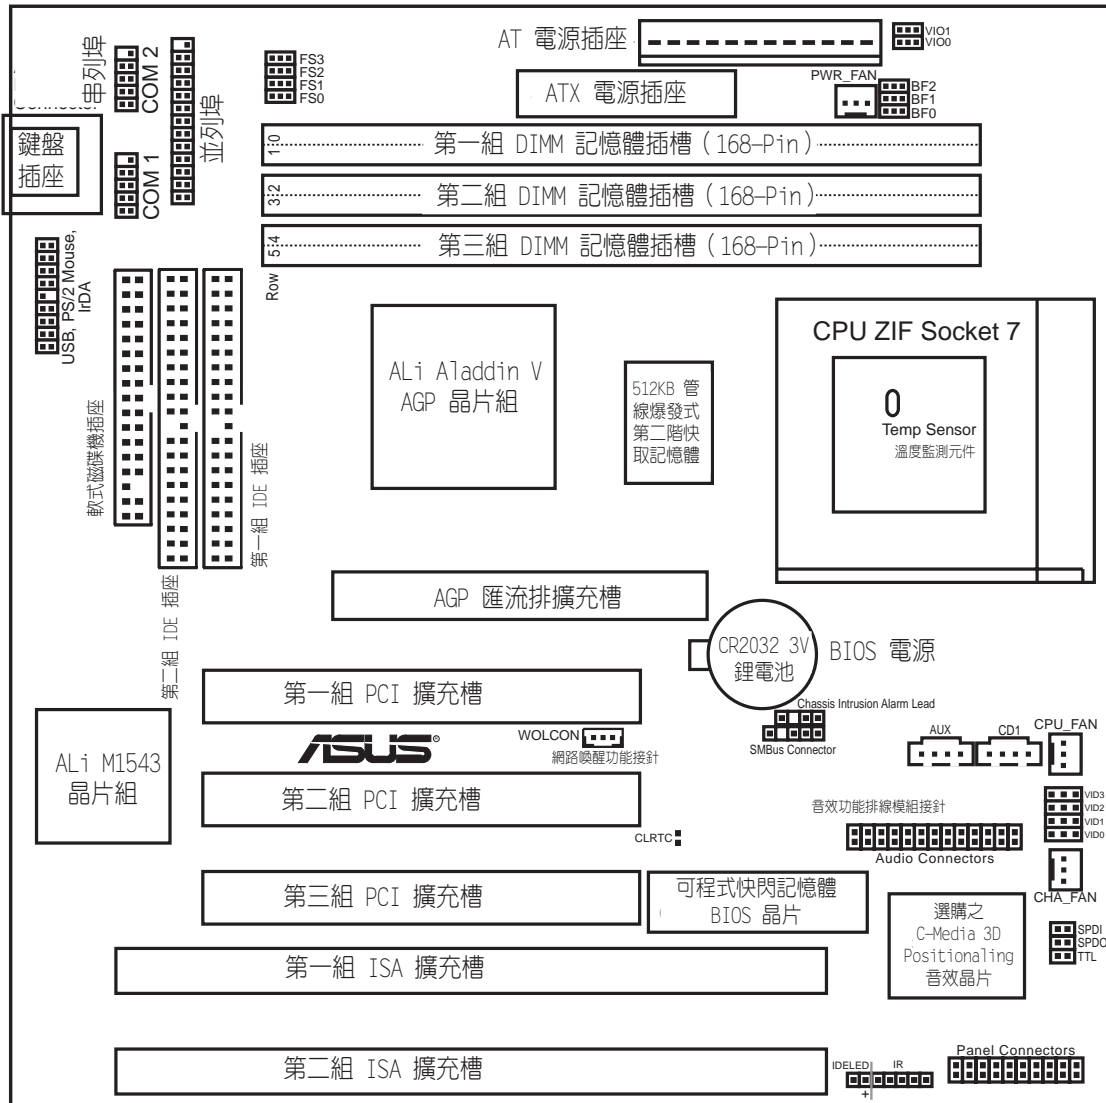 AT 電源插座
VIO1
VIO0
串列埠
COM 2
並列埠
FS3
FS2
FS1
FS0
ATX 電源插座
PWR_FAN
BF2
BF1
BF0
鍵盤
插座
COM 1
1:0
第一組 DIMM 記憶體插槽（168-Pin）
3:2
第二組 DIMM 記憶體插槽（168-Pin）
5:4
第三組 DIMM 記憶體插槽（168-Pin）
Row
USB, PS/2 Mouse,
IrDA
軟式磁碟機插座
第二組 IDE 插座
第一組 IDE 插座
ALi Aladdin V
AGP 晶片組
512KB 管
線爆發式
第二階快
取記憶體
CPU ZIF Socket 7
Temp Sensor
溫度監測元件
AGP 匯流排擴充槽
CR2032 3V
鋰電池
BIOS 電源
第一組 PCI 擴充槽
ASUS®
WOLCON
網路喚醒功能接針
Chassis Intrusion Alarm Lead
SMBus Connector
AUX
CD1
CPU_FAN
ALi M1543
晶片組
第二組 PCI 擴充槽
CLRTC
音效功能排線模組接針
Audio Connectors
VID3
VID2
VID1
VID0
CHA_FAN
第三組 PCI 擴充槽
可程式快閃記憶體
BIOS 晶片
選購之
C-Media 3D
Positionaling
音效晶片
SPDI
SPDO
TTL
第一組 ISA 擴充槽
第二組 ISA 擴充槽
IDELED
IR
+
Panel Connectors